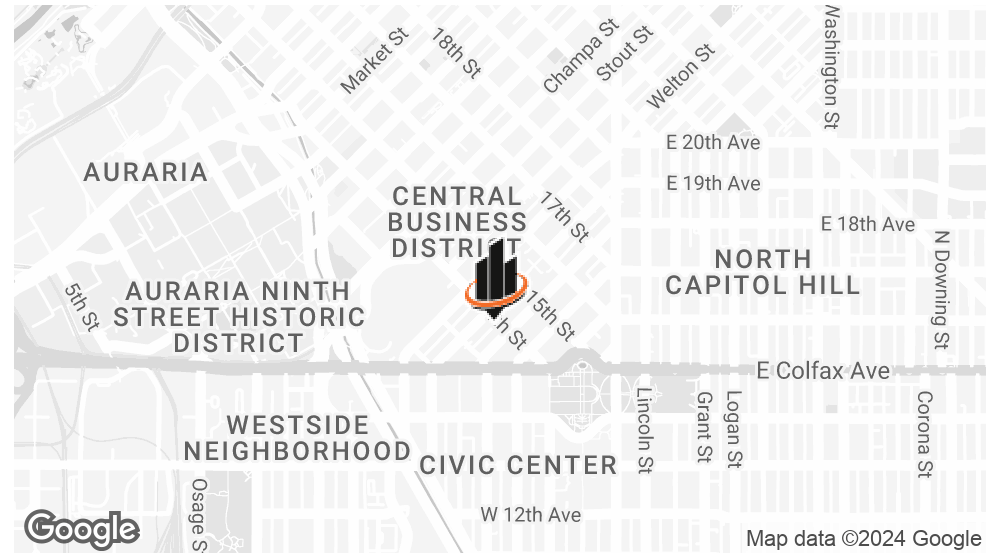 Market St
18th St
Champa St
Stout St
Welton St
Washington St
E 20th Ave
AURARIA
E 19th Ave
CENTRAL
BUSINESS
DISTRICT
17th St
E 18th Ave
N Downing St
NORTH
CAPITOL HILL
5th St
AURARIA NINTH
STREET HISTORIC
DISTRICT
15th St
h St
E Colfax Ave
Lincoln St
Grant St
Logan St
Corona St
WESTSIDE
NEIGHBORHOOD
CIVIC CENTER
Osage S
W 12th Ave
Google
Map data ©2024 Google